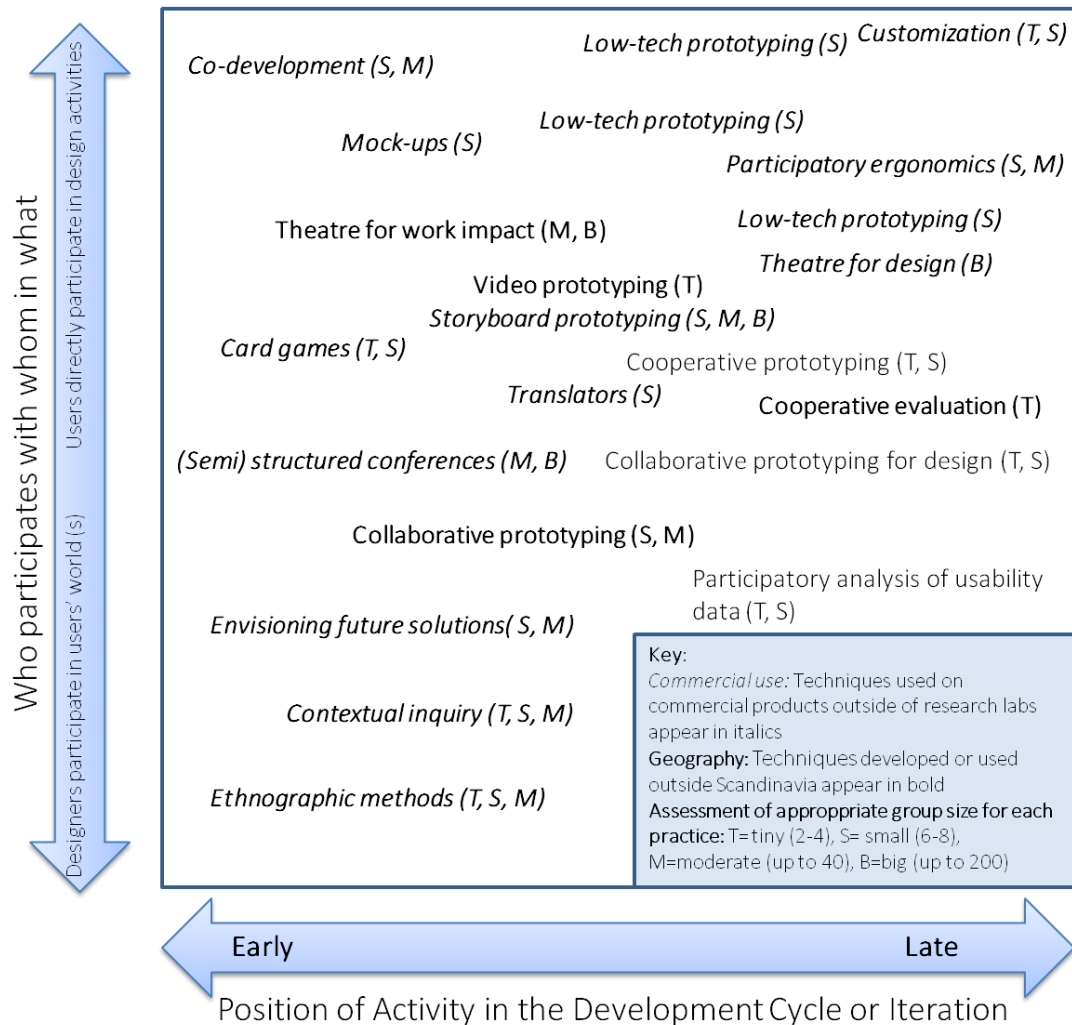 Low-tech prototyping (S)
Customization (T, S)
Co-development (S, M)
Low-tech prototyping (S)
Mock-ups (S)
Participatory ergonomics (S, M)
Theatre for work impact (M, B)
Low-tech prototyping (S)
Theatre for design (B)
Video prototyping (T)
Storyboard prototyping (S, M, B)
Card games (T, S)
Cooperative prototyping (T, S)
Translators (S)
Cooperative evaluation (T)
(Semi) structured conferences (M, B)
Collaborative prototyping for design (T, S)
Collaborative prototyping (S, M)
Participatory analysis of usability
data (T, S)
Envisioning future solutions( S, M)
Contextual inquiry (T, S, M)
Ethnographic methods (T, S, M)
Key:
Commercial use: Techniques used on
commercial products outside of research labs
appear in italics
Geography: Techniques developed or used
outside Scandinavia appear in bold
Assessment of approppriate group size for each
practice: T=tiny (2-4), S= small (6-8),
M=moderate (up to 40), B=big (up to 200)
Who participates with whom in what
Users directly participate in design activities
Designers participate in users' world (s)
Early
Late
Position of Activity in the Development Cycle or Iteration